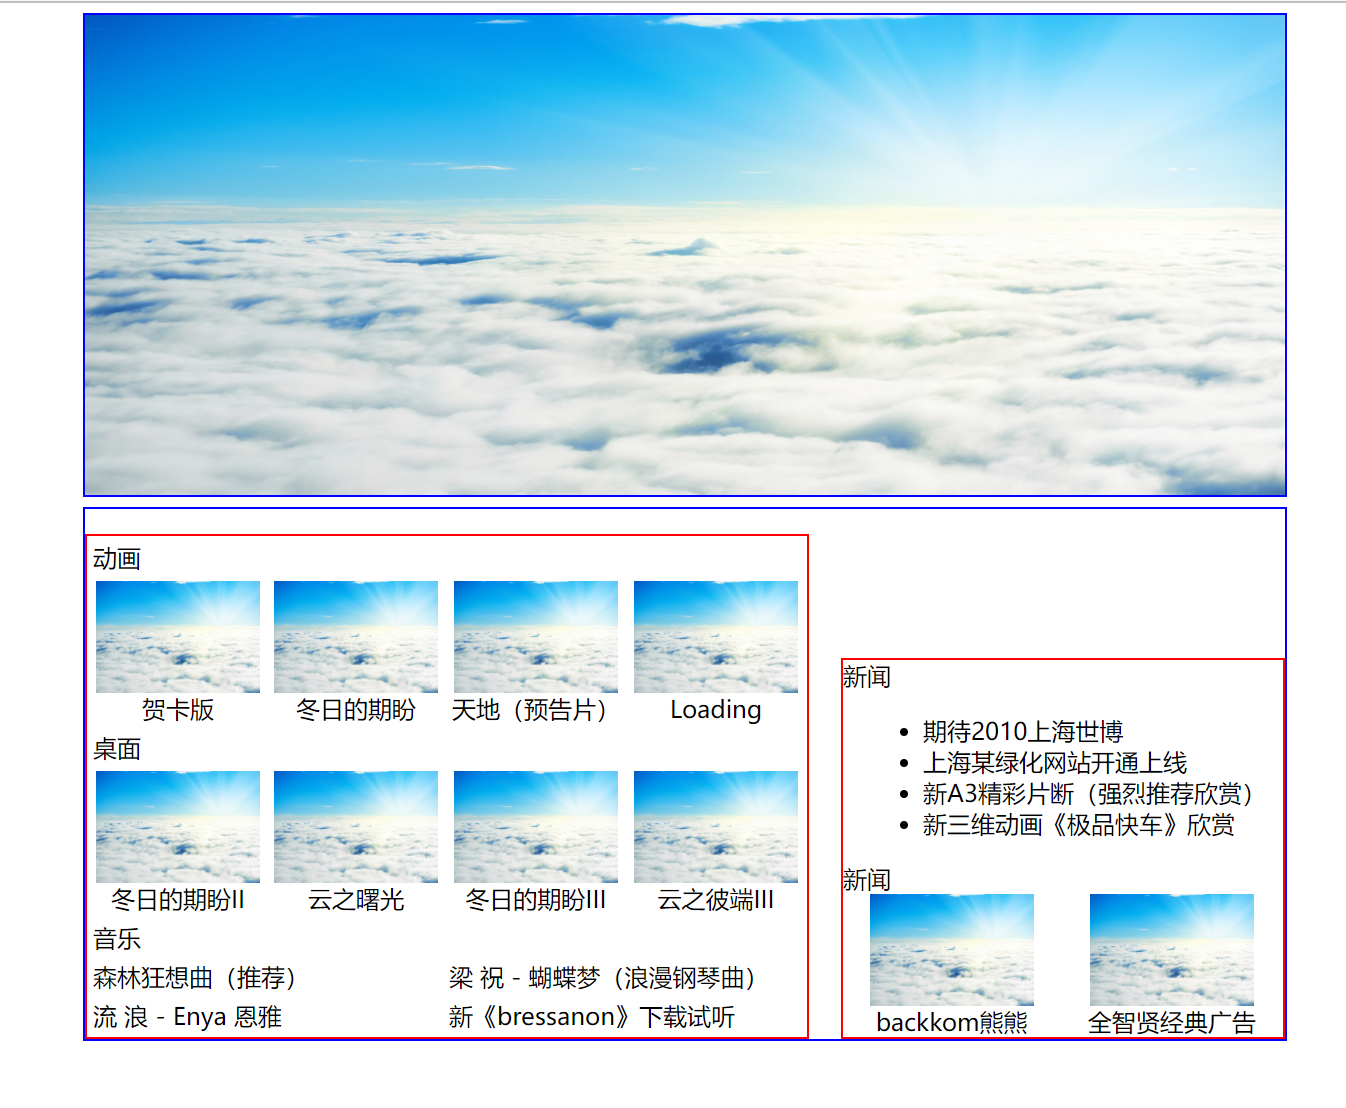 动画
贺卡版 冬日的期盼 天地（预告片） Loading
桌面
冬日的期盼II 云之曙光 冬日的期盼III 云之彼端III
音乐
森林狂想曲（推荐） 梁 祝 - 蝴蝶梦（浪漫钢琴曲）
流 浪 - Enya 恩雅 新《bressanon》下载试听
新闻
期待2010上海世博
上海某绿化网站开通上线
新A3精彩片断（强烈推荐欣赏）
新三维动画《极品快车》欣赏
新闻
backkom熊熊 全智贤经典广告